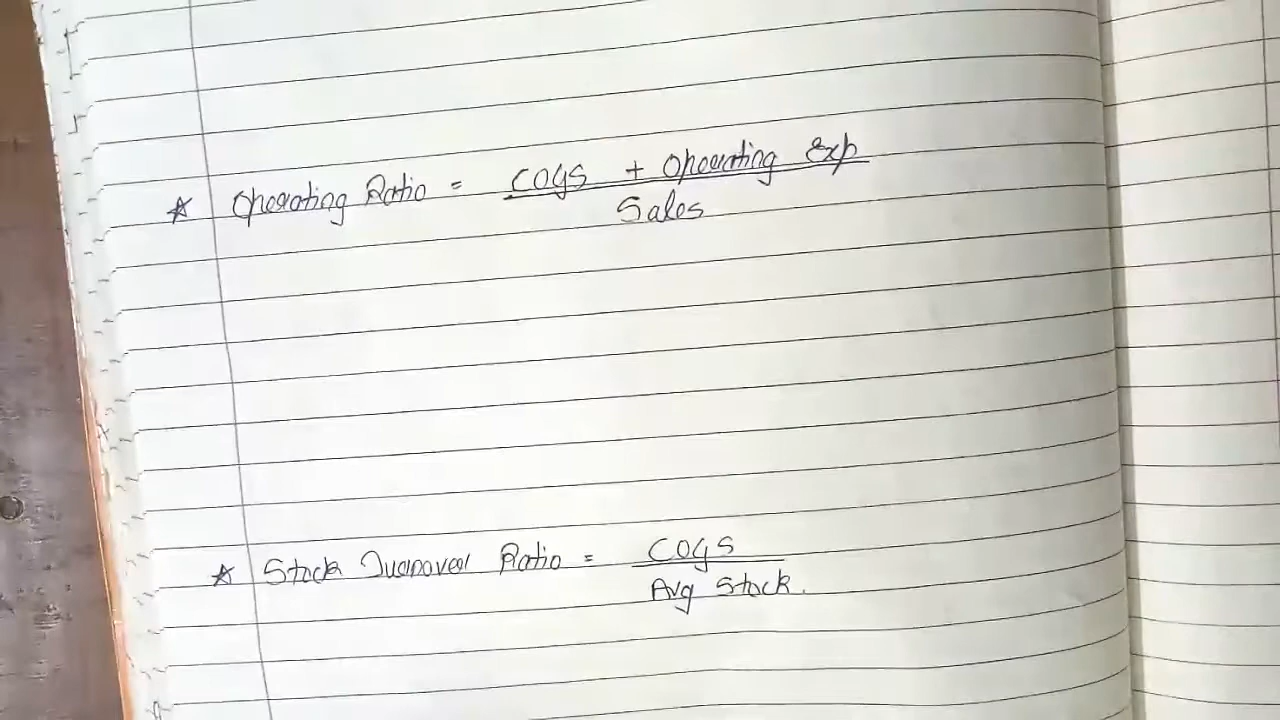 ☆ Operating Ratio = COGS + Operating Exp
Sales
☆ Stock Turnover Ratio = COGS
Avg Stock.